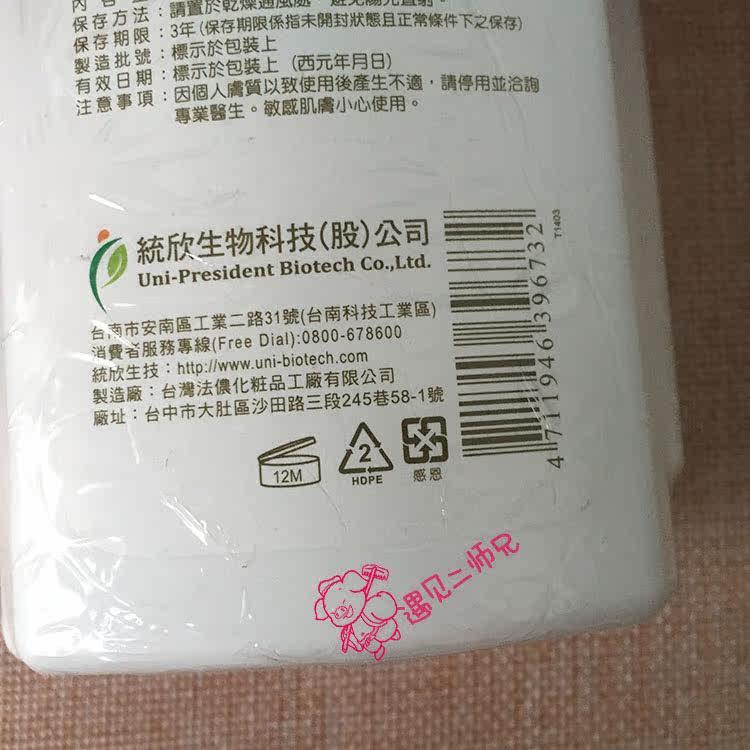 保存方法：請置於乾燥通風處，避免陽光直射。
保存期限：3年(保存期限係指未開封狀態且正常條件下之保存)
製造批號：標示於包裝上
有效日期：標示於包裝上 (西元年月日)
注意事項：因個人膚質以致使用後產生不適，請停用並洽詢
專業醫生。敏感肌膚小心使用。
統欣生物科技(股)公司
Uni-President Biotech Co.,Ltd.
台南市安南區工業二路31號(台南科技工業區)
消費者服務專線(Free Dial):0800-678600
統欣生技：http://www.uni-biotech.com
製造廠：台灣法儂化粧品工廠有限公司
廠址：台中市大肚區沙田路三段245巷58-1號
12M
2
HDPE
感恩
4711946396732
T1403
遇见二师兄